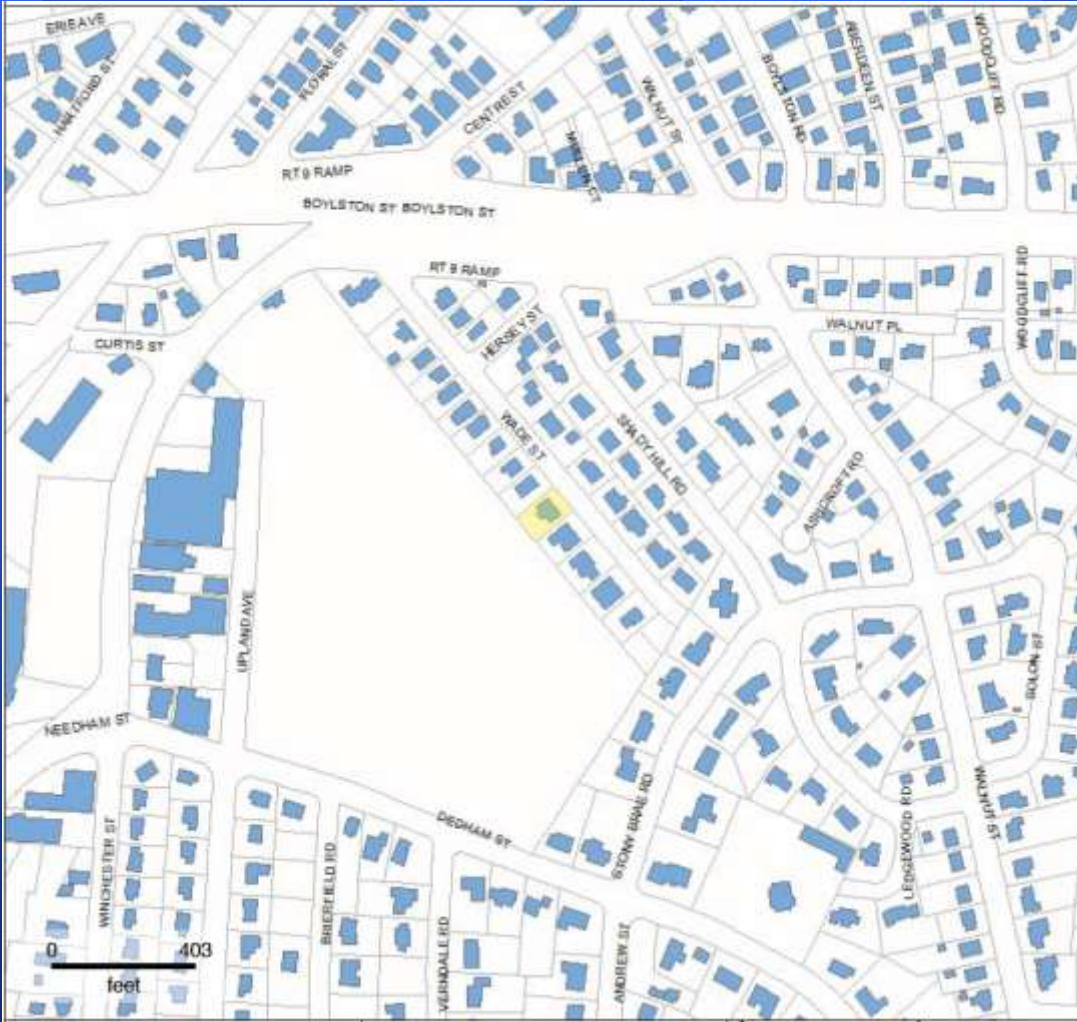 ERIE AVE
HARTFORD ST
FLORAL ST
CENTRE ST
WALNUT ST
BOYLSTON RD
ABERDEEN ST
WOODCLIFF RD
RT 9 RAMP
BOYLSTON ST BOYLSTON ST
RT 9 RAMP
WOODCLIFF RD
HERSEY ST
WALNUT PL
CURTIS ST
WADE ST
SHADY HILL RD
ASHCROFT RD
UPLAND AVE
SOLON ST
NEEDHAM ST
DEDHAM ST
STONY BRAE RD
LEDGEWOOD RD
WALNUT ST
WINCHESTER ST
BRIERFIELD RD
VERNDALE RD
ANDREW ST
0 403
feet